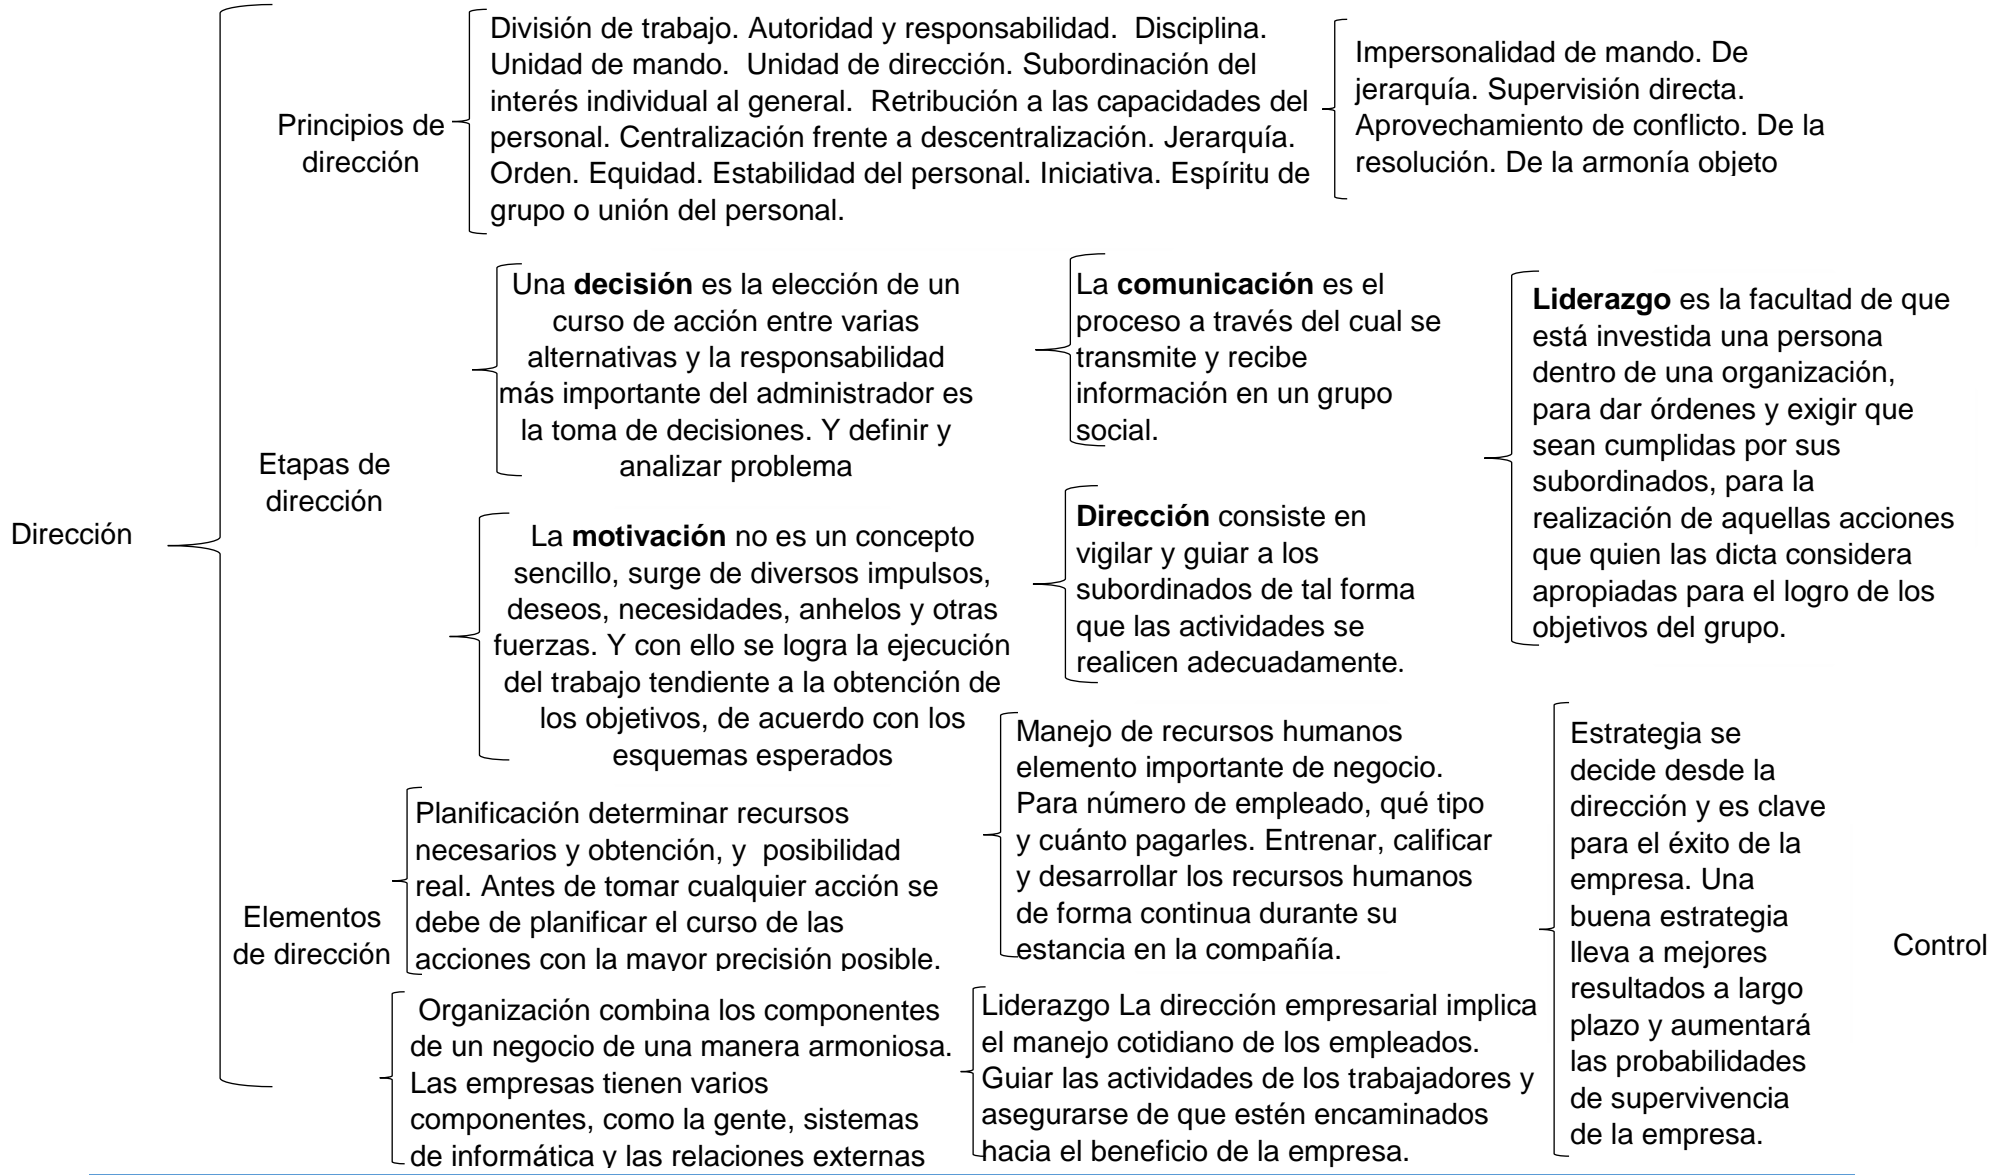 Dirección
Principios de
dirección
División de trabajo. Autoridad y responsabilidad.  Disciplina.
Unidad de mando.  Unidad de dirección. Subordinación del
interés individual al general.  Retribución a las capacidades del
personal. Centralización frente a descentralización. Jerarquía.
Orden. Equidad. Estabilidad del personal. Iniciativa. Espíritu de
grupo o unión del personal.
Impersonalidad de mando. De
jerarquía. Supervisión directa.
Aprovechamiento de conflicto. De la
resolución. De la armonía objeto
Etapas de
dirección
Una decisión es la elección de un
curso de acción entre varias
alternativas y la responsabilidad
más importante del administrador es
la toma de decisiones. Y definir y
analizar problema
La comunicación es el
proceso a través del cual se
transmite y recibe
información en un grupo
social.
Liderazgo es la facultad de que
está investida una persona
dentro de una organización,
para dar órdenes y exigir que
sean cumplidas por sus
subordinados, para la
realización de aquellas acciones
que quien las dicta considera
apropiadas para el logro de los
objetivos del grupo.
La motivación no es un concepto
sencillo, surge de diversos impulsos,
deseos, necesidades, anhelos y otras
fuerzas. Y con ello se logra la ejecución
del trabajo tendiente a la obtención de
los objetivos, de acuerdo con los
esquemas esperados
Dirección consiste en
vigilar y guiar a los
subordinados de tal forma
que las actividades se
realicen adecuadamente.
Elementos
de dirección
Planificación determinar recursos
necesarios y obtención, y  posibilidad
real. Antes de tomar cualquier acción se
debe de planificar el curso de las
acciones con la mayor precisión posible.
Manejo de recursos humanos
elemento importante de negocio.
Para número de empleado, qué tipo
y cuánto pagarles. Entrenar, calificar
y desarrollar los recursos humanos
de forma continua durante su
estancia en la compañía.
Estrategia se
decide desde la
dirección y es clave
para el éxito de la
empresa. Una
buena estrategia
lleva a mejores
resultados a largo
plazo y aumentará
las probabilidades
de supervivencia
de la empresa.
Control
Organización combina los componentes
de un negocio de una manera armoniosa.
Las empresas tienen varios
componentes, como la gente, sistemas
de informática y las relaciones externas
Liderazgo La dirección empresarial implica
el manejo cotidiano de los empleados.
Guiar las actividades de los trabajadores y
asegurarse de que estén encaminados
hacia el beneficio de la empresa.